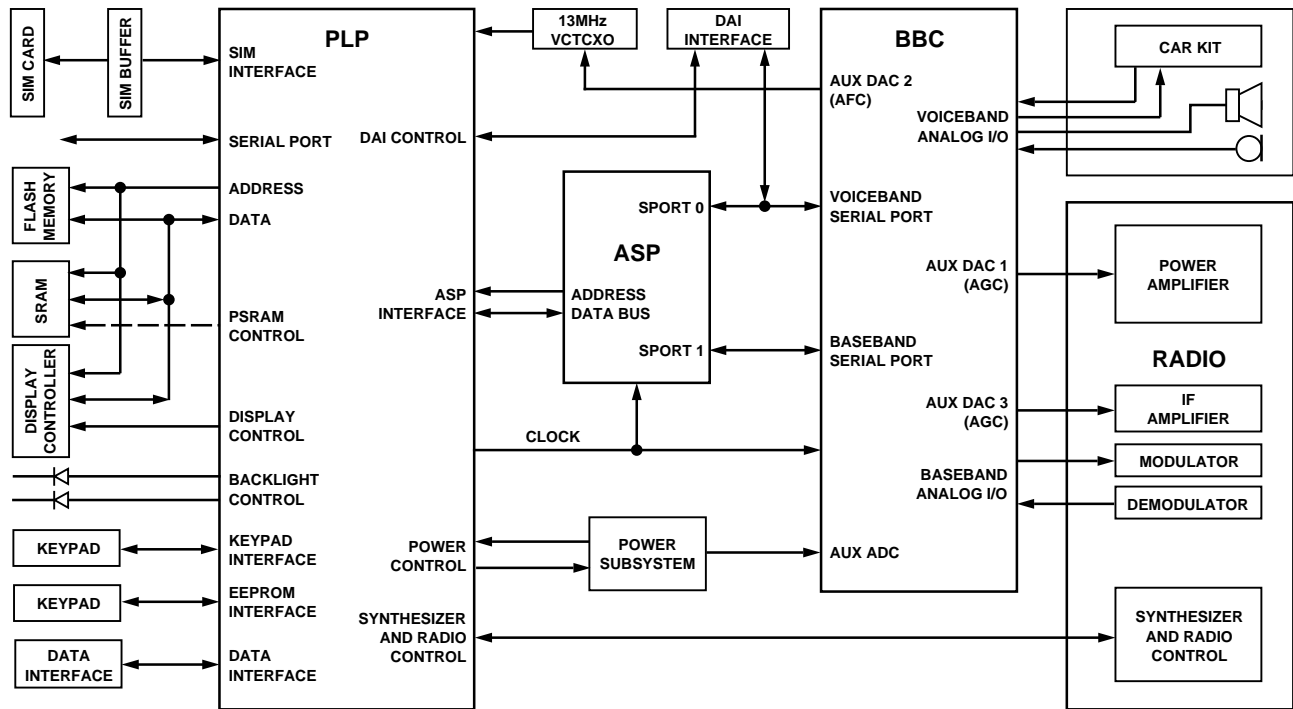 SIM CARD
SIM BUFFER
PLP
SIM
INTERFACE
SERIAL PORT
FLASH
MEMORY
ADDRESS
DATA
SRAM
PSRAM
CONTROL
DISPLAY
CONTROLLER
DISPLAY
CONTROL
BACKLIGHT
CONTROL
KEYPAD
KEYPAD
INTERFACE
KEYPAD
EEPROM
INTERFACE
DATA
INTERFACE
DATA
INTERFACE
DAI CONTROL
ASP
INTERFACE
POWER
CONTROL
SYNTHESIZER
AND RADIO
CONTROL
13MHz
VCTCXO
DAI
INTERFACE
SPORT 0
ASP
ADDRESS
DATA BUS
SPORT 1
CLOCK
POWER
SUBSYSTEM
BBC
AUX DAC 2
(AFC)
VOICEBAND
ANALOG I/O
VOICEBAND
SERIAL PORT
AUX DAC 1
(AGC)
BASEBAND
SERIAL PORT
AUX DAC 3
(AGC)
BASEBAND
ANALOG I/O
AUX ADC
CAR KIT
POWER
AMPLIFIER
RADIO
IF
AMPLIFIER
MODULATOR
DEMODULATOR
SYNTHESIZER
AND RADIO
CONTROL